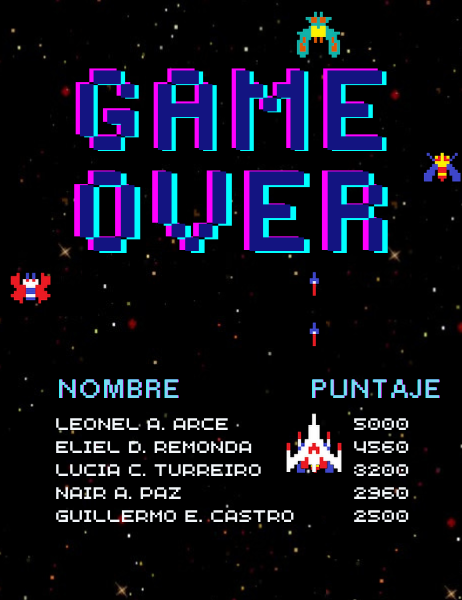 GAME
OVER
NOMBRE PUNTAJE
LEONEL A. ARCE 5000
ELIEL D. REMONDA 4560
LUCIA C. TURREIRO 3200
NAIR A. PAZ 2960
GUILLERMO E. CASTRO 2500